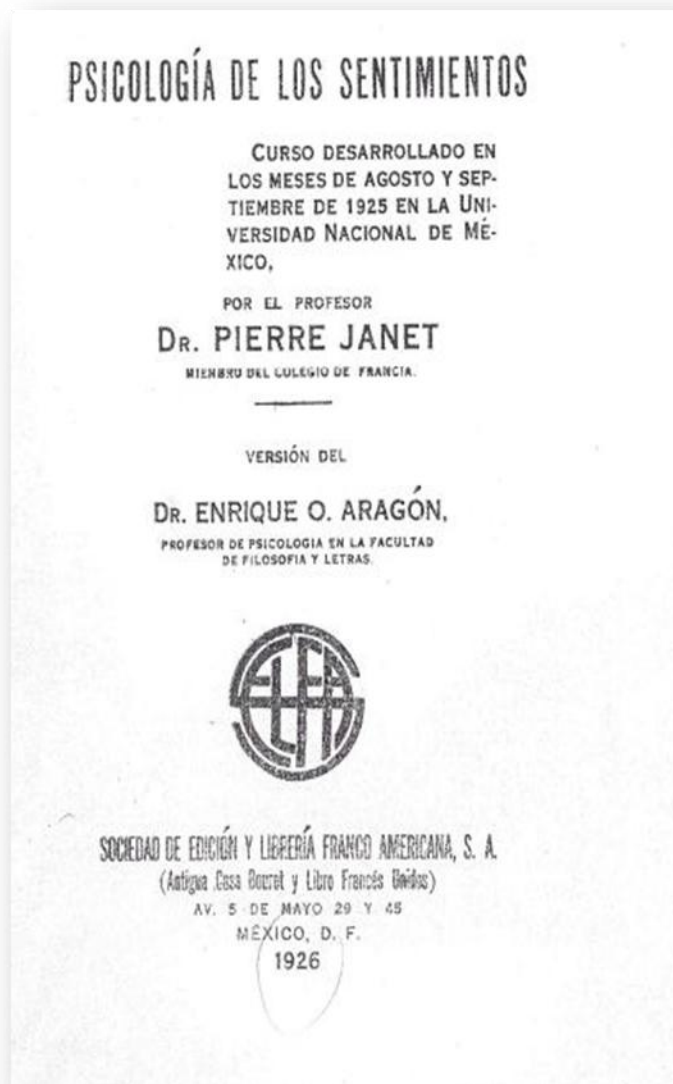 PSICOLOGÍA DE LOS SENTIMIENTOS
CURSO DESARROLLADO EN
LOS MESES DE AGOSTO Y SEP-
TIEMBRE DE 1925 EN LA UNI-
VERSIDAD NACIONAL DE MÉ-
XICO,
POR EL PROFESOR
DR. PIERRE JANET
MIEMBRO DEL COLEGIO DE FRANCIA.
VERSIÓN DEL
DR. ENRIQUE O. ARAGÓN,
PROFESOR DE PSICOLOGIA EN LA FACULTAD
DE FILOSOFIA Y LETRAS.
SOCIEDAD DE EDICIÓN Y LIBRERÍA FRANCO AMERICANA, S. A.
(Antigua Casa Bouret y Libro Francés Unidos)
AV. 5 DE MAYO 29 Y 45
MÉXICO, D. F.
1926